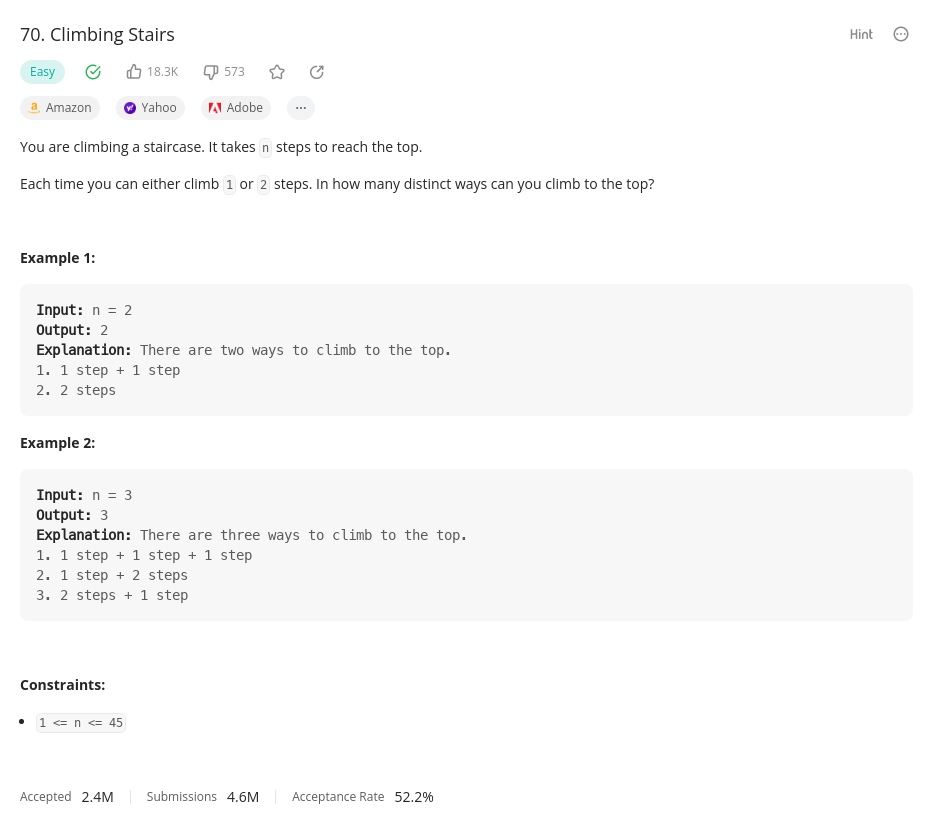 70. Climbing Stairs
Hint
Easy
18.3K
573
Amazon
Yahoo
Adobe
You are climbing a staircase. It takes n steps to reach the top.
Each time you can either climb 1 or 2 steps. In how many distinct ways can you climb to the top?
Example 1:
Input: n = 2
Output: 2
Explanation: There are two ways to climb to the top.
1. 1 step + 1 step
2. 2 steps
Example 2:
Input: n = 3
Output: 3
Explanation: There are three ways to climb to the top.
1. 1 step + 1 step + 1 step
2. 1 step + 2 steps
3. 2 steps + 1 step
Constraints:
• 1 <= n <= 45
Accepted 2.4M Submissions 4.6M Acceptance Rate 52.2%